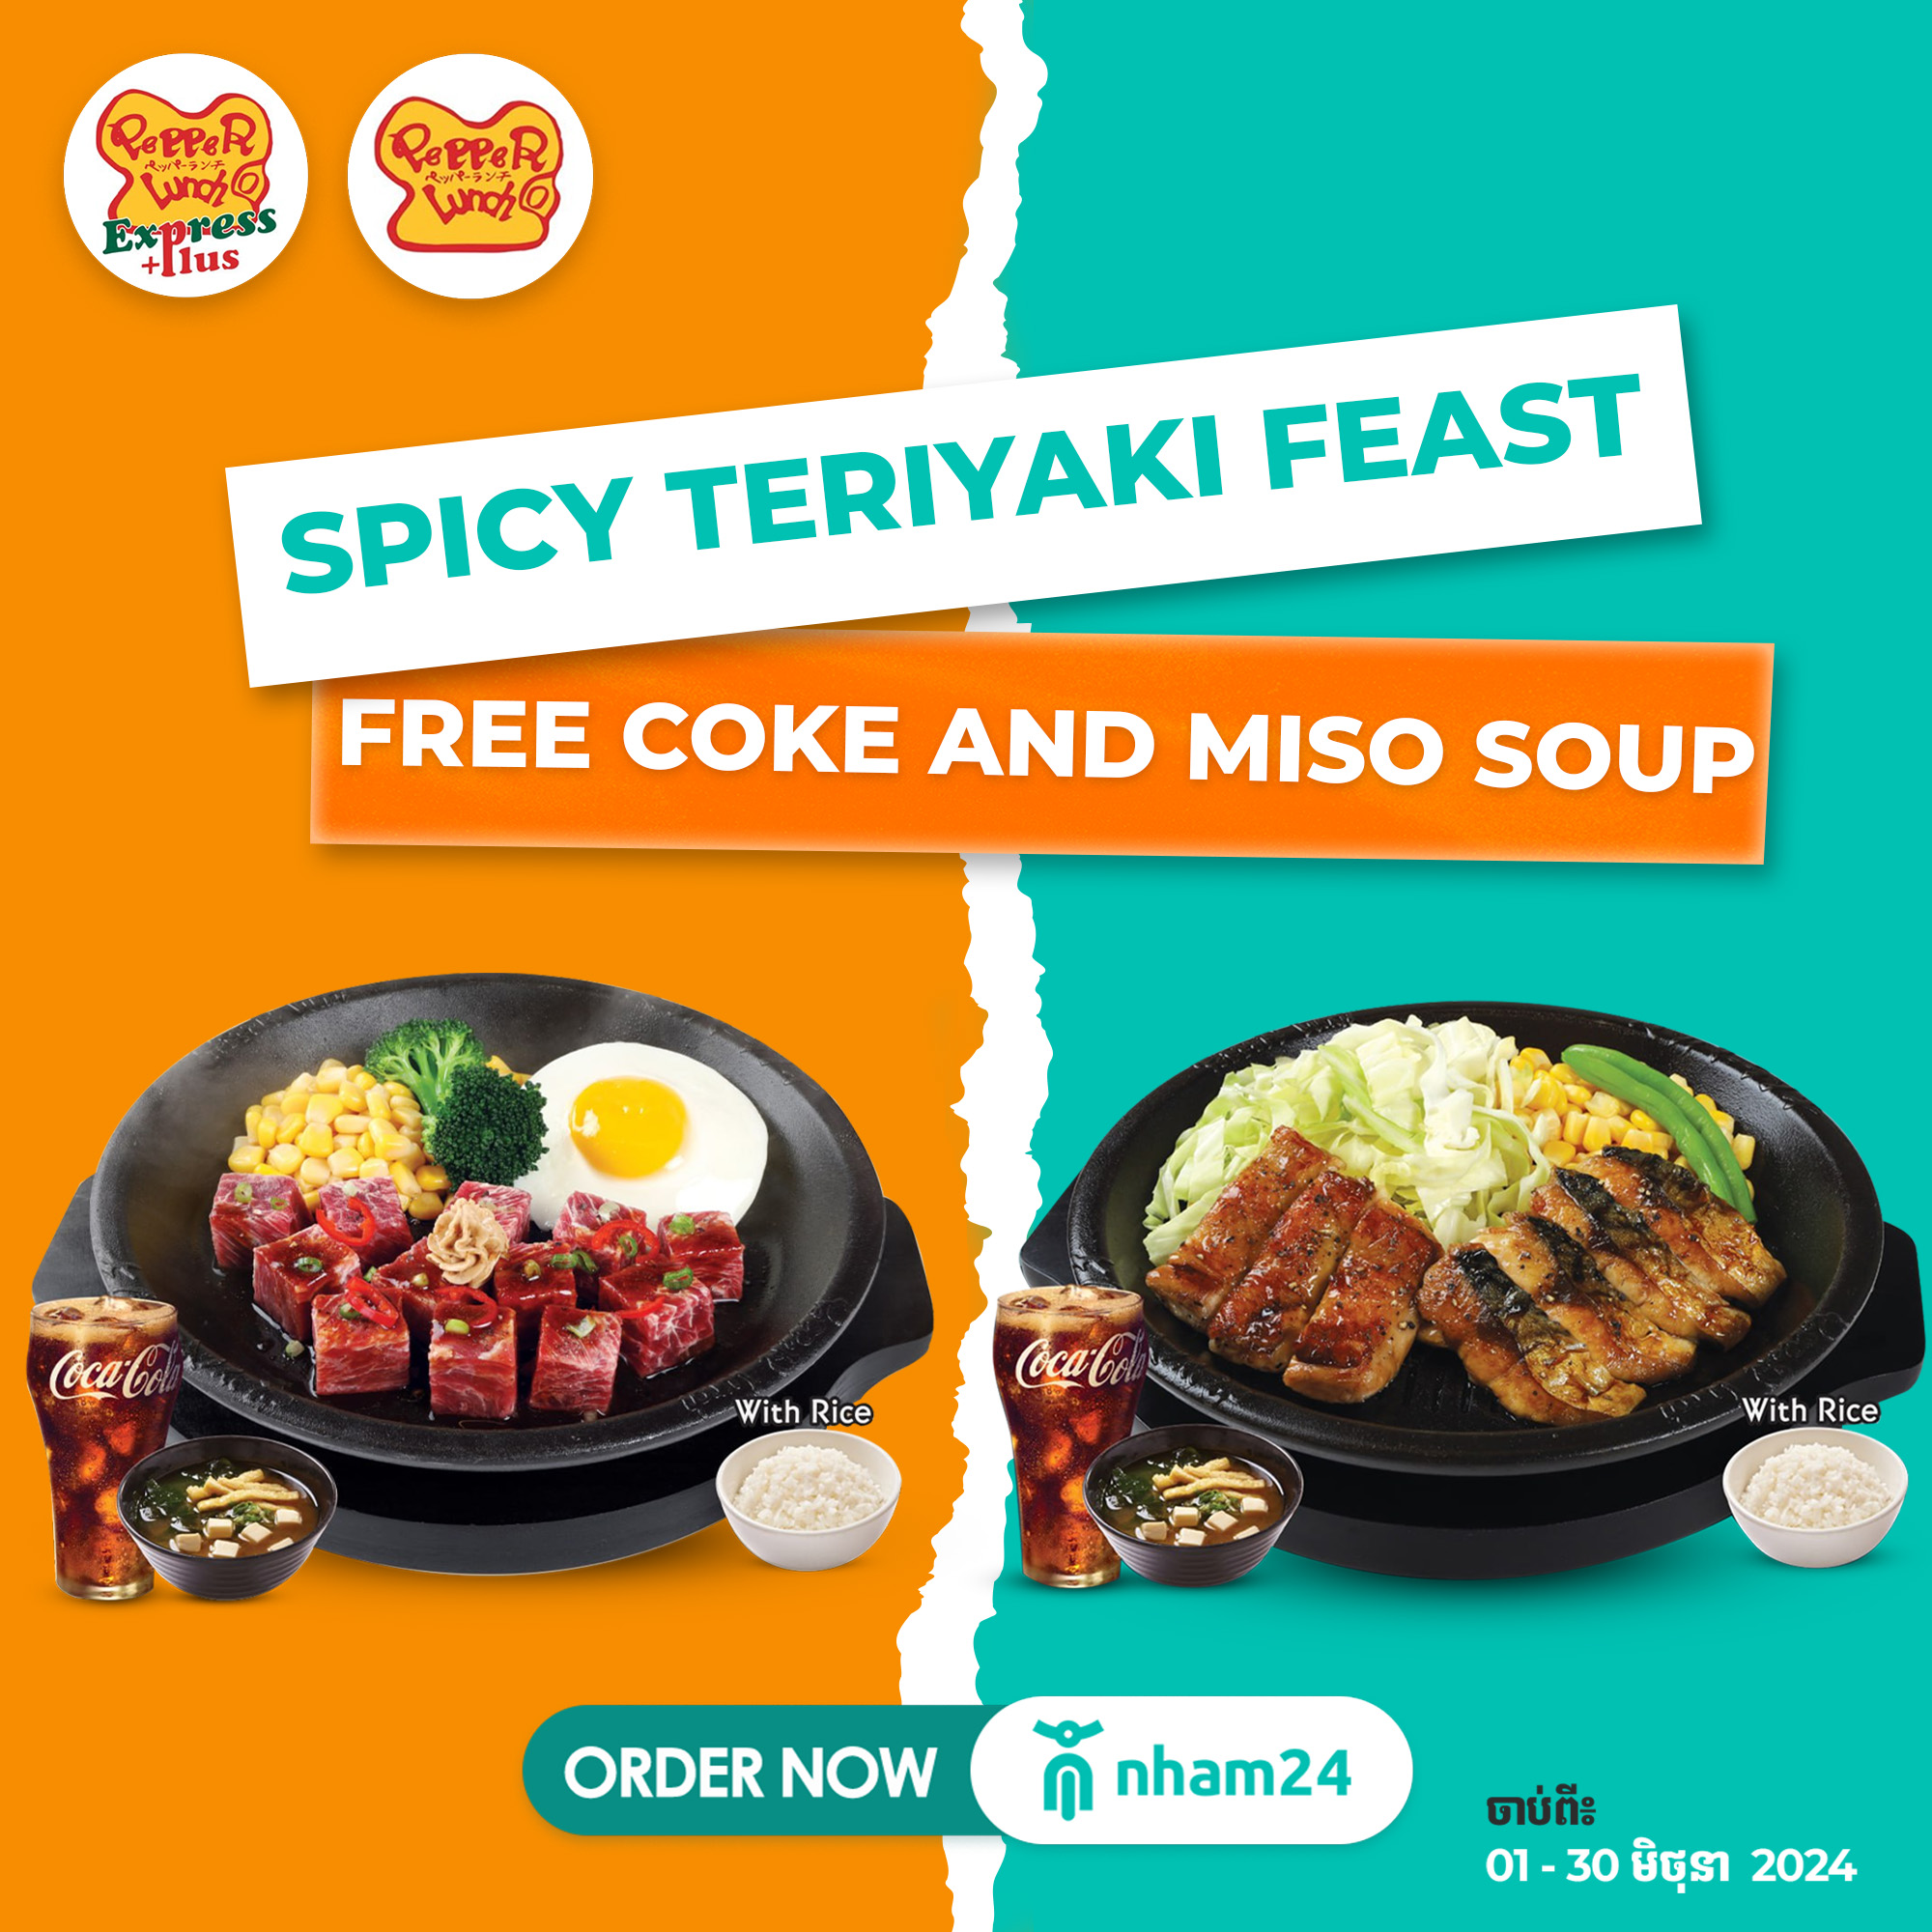 PePPeR
ペッパーランチ
Lunch
Express
+Plus
PePPeR
ペッパーランチ
Lunch
SPICY TERIYAKI FEAST
FREE COKE AND MISO SOUP
Coca-Cola
With Rice
Coca-Cola
With Rice
ORDER NOW
nham24
ចាប់ពីៈ
01 - 30 មិថុនា 2024